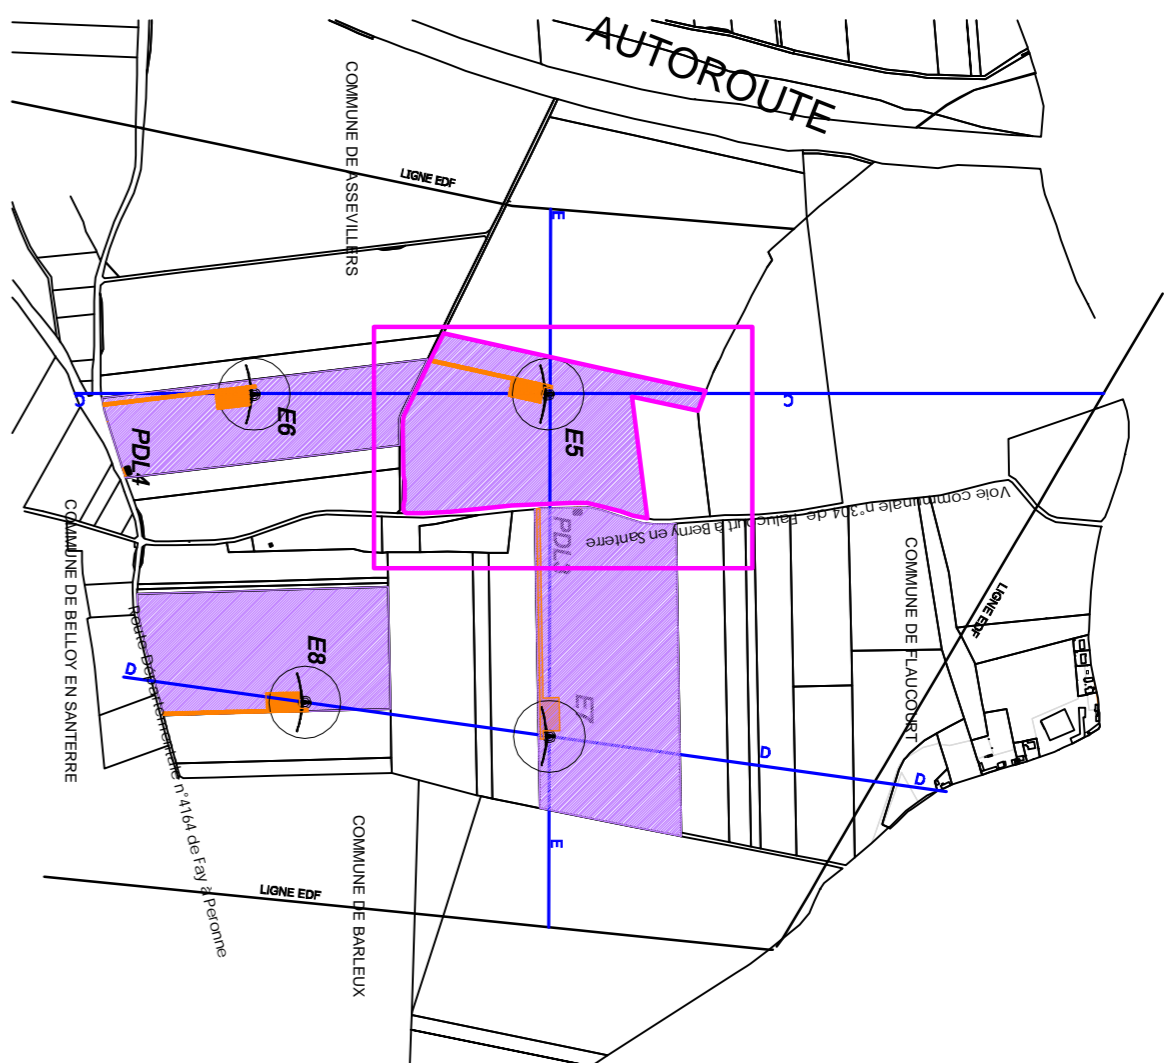 AUTOROUTE
COMMUNE DE ASSEVILLERS
LIGNE EDF
E
C
C
E6
E5
PDL4
PDL3
Voie communale n°304 de Falucourt à Berny en Santerre
COMMUNE DE BELLOY EN SANTERRE
Route Départementale n°4164 de Fay à Peronne
COMMUNE DE FLAUCOURT
LIGNE EDF
E8
E7
D
D
D
E
COMMUNE DE BARLEUX
LIGNE EDF